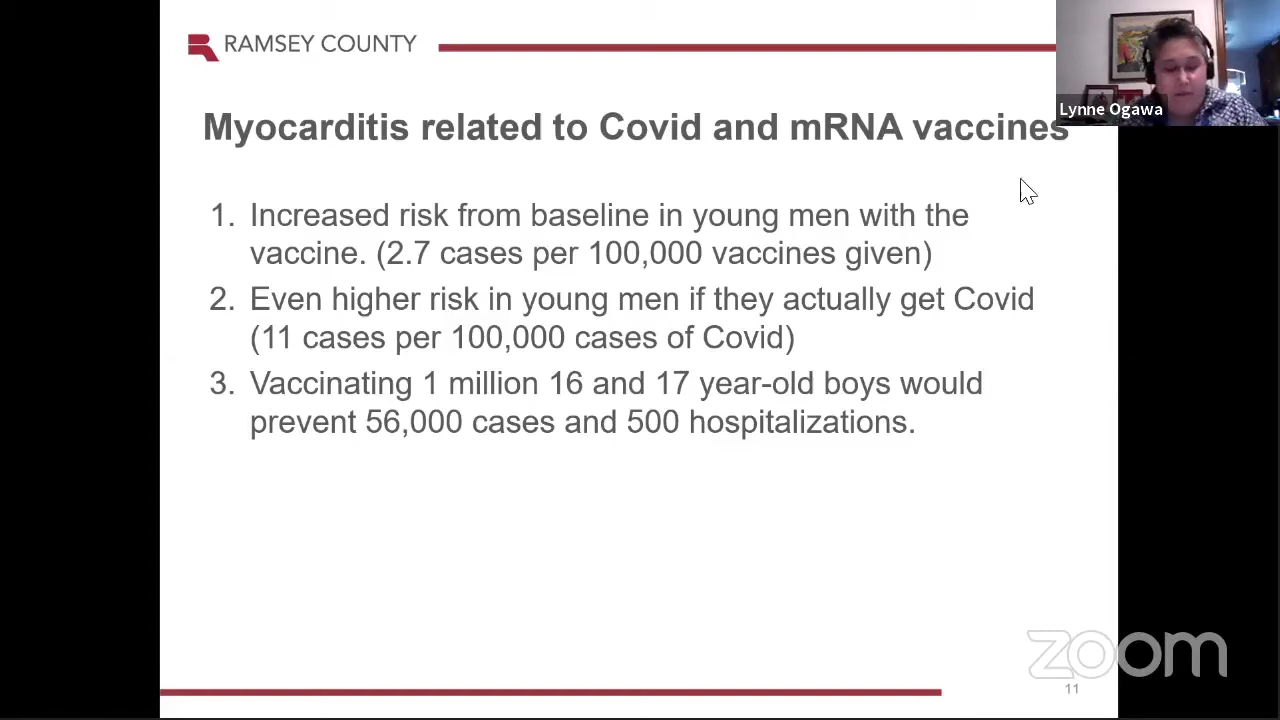 RAMSEY COUNTY
Lynne Ogawa
Myocarditis related to Covid and mRNA vaccines
1. Increased risk from baseline in young men with the
vaccine. (2.7 cases per 100,000 vaccines given)
2. Even higher risk in young men if they actually get Covid
(11 cases per 100,000 cases of Covid)
3. Vaccinating 1 million 16 and 17 year-old boys would
prevent 56,000 cases and 500 hospitalizations.
zoom
11